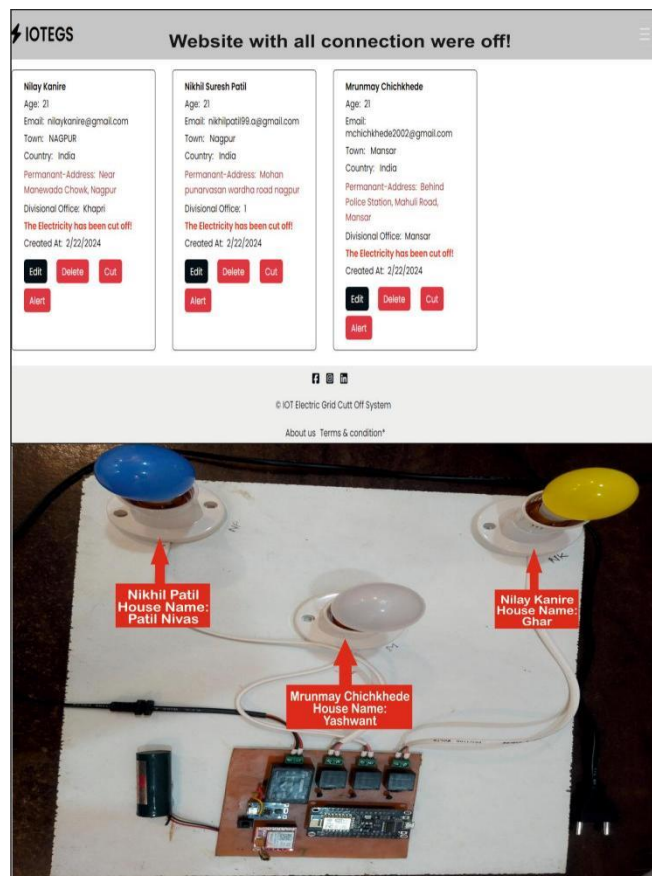 IOTEGS
Website with all connection were off!
Nilay Kanire
Age: 21
Email: nilaykanire@gmail.com
Town: NAGPUR
Country: India
Permanant-Address: Near
Manewada Chowk, Nagpur
Divisional Office: Khapri
The Electricity has been cut off!
Created At: 2/22/2024
Edit Delete Cut
Alert
Nikhil Suresh Patil
Age: 21
Email: nikhilpatil99.a@gmail.com
Town: Nagpur
Country: India
Permanant-Address: Mohan
punarvasan wardha road nagpur
Divisional Office: 1
The Electricity has been cut off!
Created At: 2/22/2024
Edit Delete Cut
Alert
Mrunmay Chichkhede
Age: 21
Email:
mchichkhede2002@gmail.com
Town: Mansar
Country: India
Permanant-Address: Behind
Police Station, Mahuli Road,
Mansar
Divisional Office: Mansar
The Electricity has been cut off!
Created At: 2/22/2024
Edit Delete Cut
Alert
© IOT Electric Grid Cutt Off System
About us Terms & condition*
NK
Nikhil Patil
House Name:
Patil Nivas
Nilay Kanire
House Name:
Ghar
M
Mrunmay Chichkhede
House Name:
Yashwant